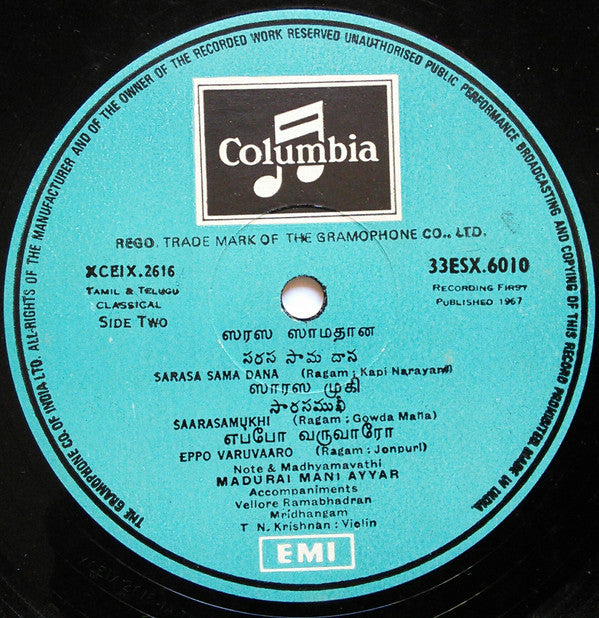 THE GRAMOPHONE CO. OF INDIA LTD. ALL-RIGHTS OF THE MANUFACTURER AND OF THE OWNER OF THE RECORDED WORK RESERVED UNAUTHORISED PUBLIC PERFORMANCE BROADCASTING AND COPYING OF THIS RECORD PROHIBITED. MADE IN INDIA.
Columbia
REGD. TRADE MARK OF THE GRAMOPHONE CO., LTD.
XCEIX.2616
33ESX.6010
TAMIL & TELUGU
CLASSICAL
RECORDING FIRST
PUBLISHED 1967
SIDE TWO
ஸரஸ ஸாமதான
సరస సామ దాన
SARASA SAMA DANA (Ragam: Kapi Narayani)
ஸாரஸ முகி
సారసముఖీ
SAARASAMUKHI (Ragam: Gowda Malla)
எப்போ வருவாரோ
EPPO VARUVAARO (Ragam: Jonpuri)
Note & Madhyamavathi
MADURAI MANI AYYAR
Accompaniments
Vellore Ramabhadran
Mridhangam
T N. Krishnan: Violin
EMI